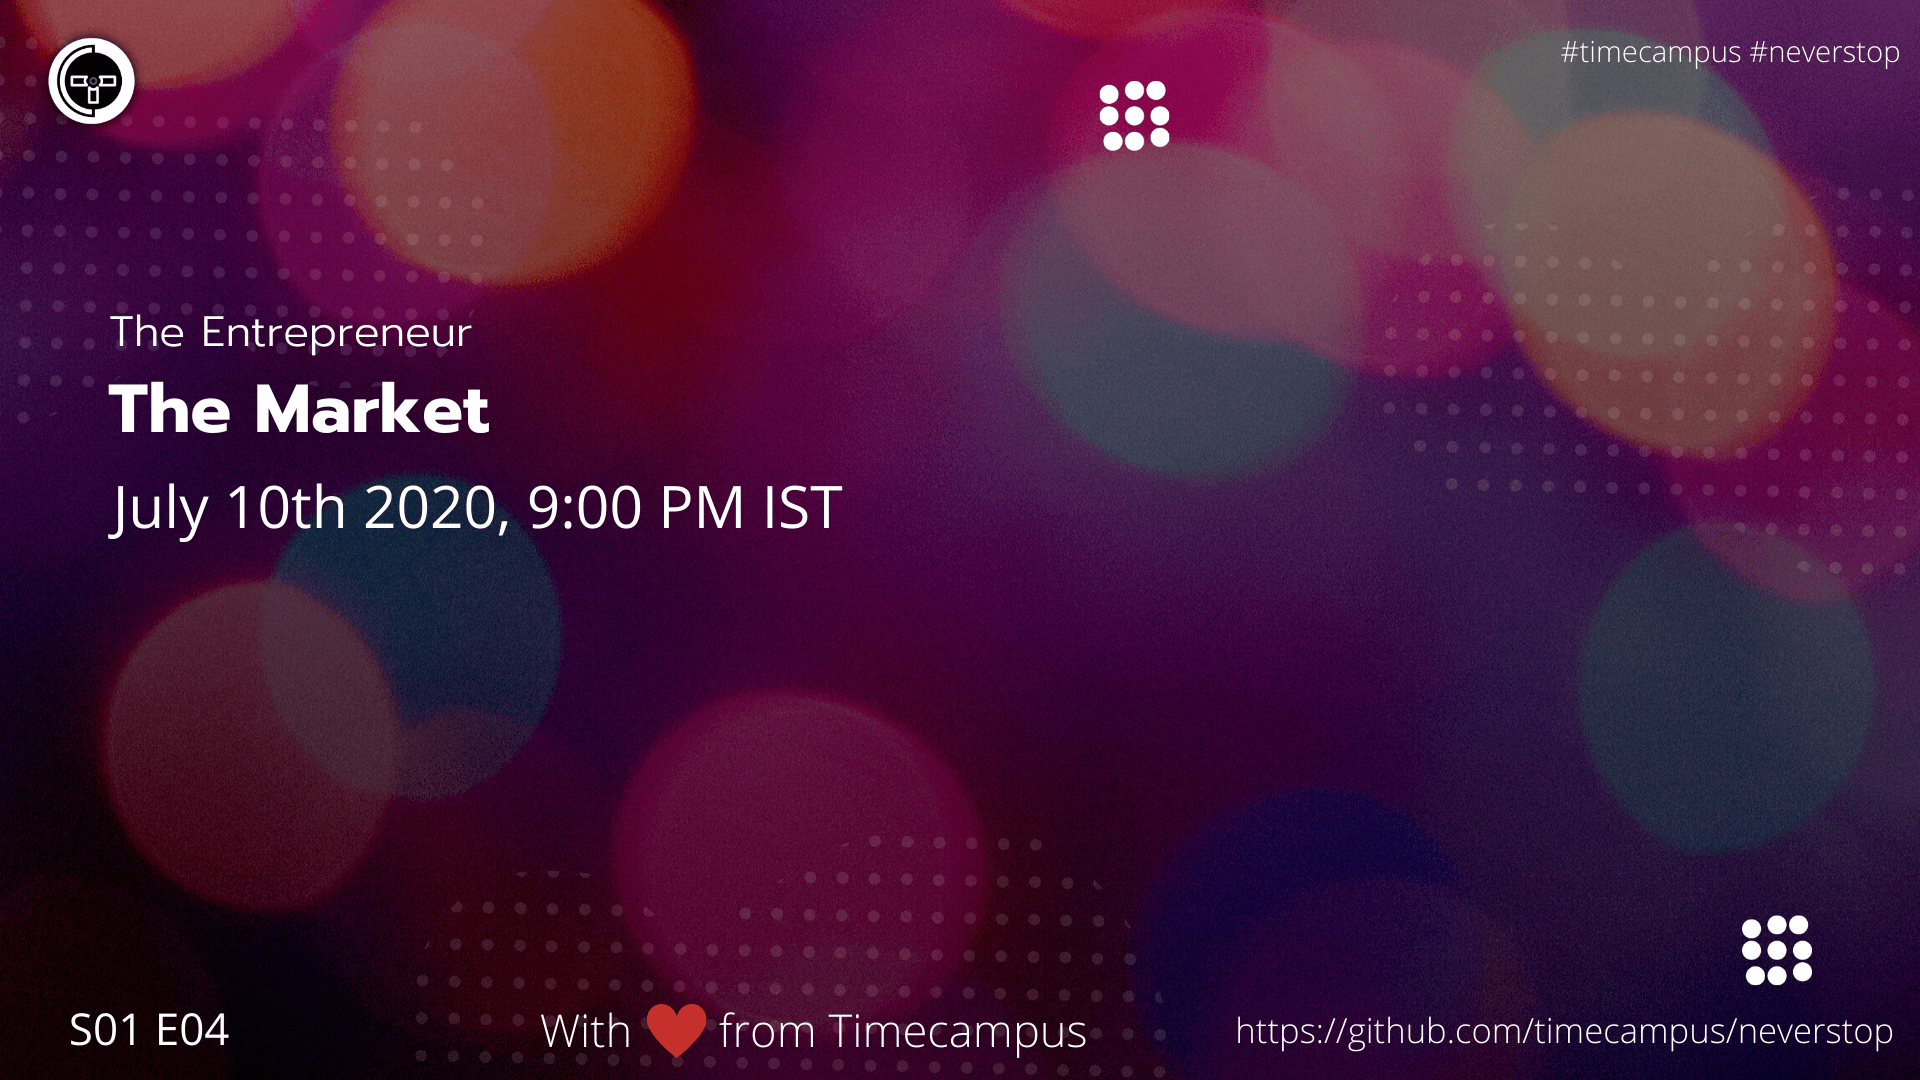 #timecampus #neverstop
The Entrepreneur
The Market
July 10th 2020, 9:00 PM IST
S01 E04
With ❤ from Timecampus
https://github.com/timecampus/neverstop